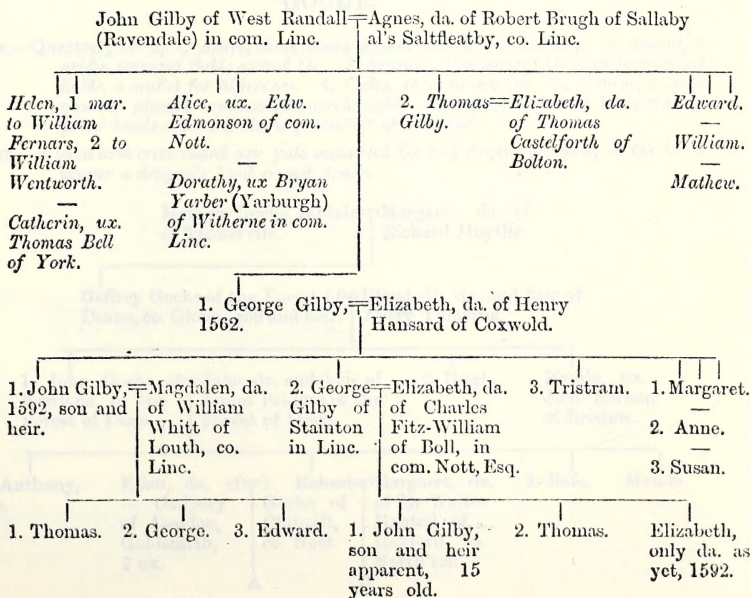 John Gilby of West Randall=Agnes, da. of Robert Brugh of Sallaby
(Ravendale) in com. Linc. al's Saltfleatby, co. Linc.
Helen, 1 mar.
to William
Fernars, 2 to
William
Wentworth.
—
Catherin, ux.
Thomas Bell
of York.
Alice, ux. Edw.
Edmonson of com.
Nott.
Dorathy, ux Bryan
Yarber (Yarburgh)
of Witherne in com.
Linc.
2. Thomas=Elizabeth, da.
Gilby. of Thomas
Castelforth of
Bolton.
Edward.
—
William.
—
Mathew.
1. George Gilby,=Elizabeth, da. of Henry
1562. Hansard of Coxwold.
1. John Gilby,=Magdalen, da.
1592, son and of William
heir. Whitt of
Louth, co.
Linc.
2. George=Elizabeth, da.
Gilby of of Charles
Stainton Fitz-William
in Linc. of Boll, in
com. Nott, Esq.
3. Tristram.
1. Margaret.
—
2. Anne.
—
3. Susan.
1. Thomas. 2. George. 3. Edward.
1. John Gilby,
son and heir
apparent, 15
years old.
2. Thomas.
Elizabeth,
only da. as
yet, 1592.